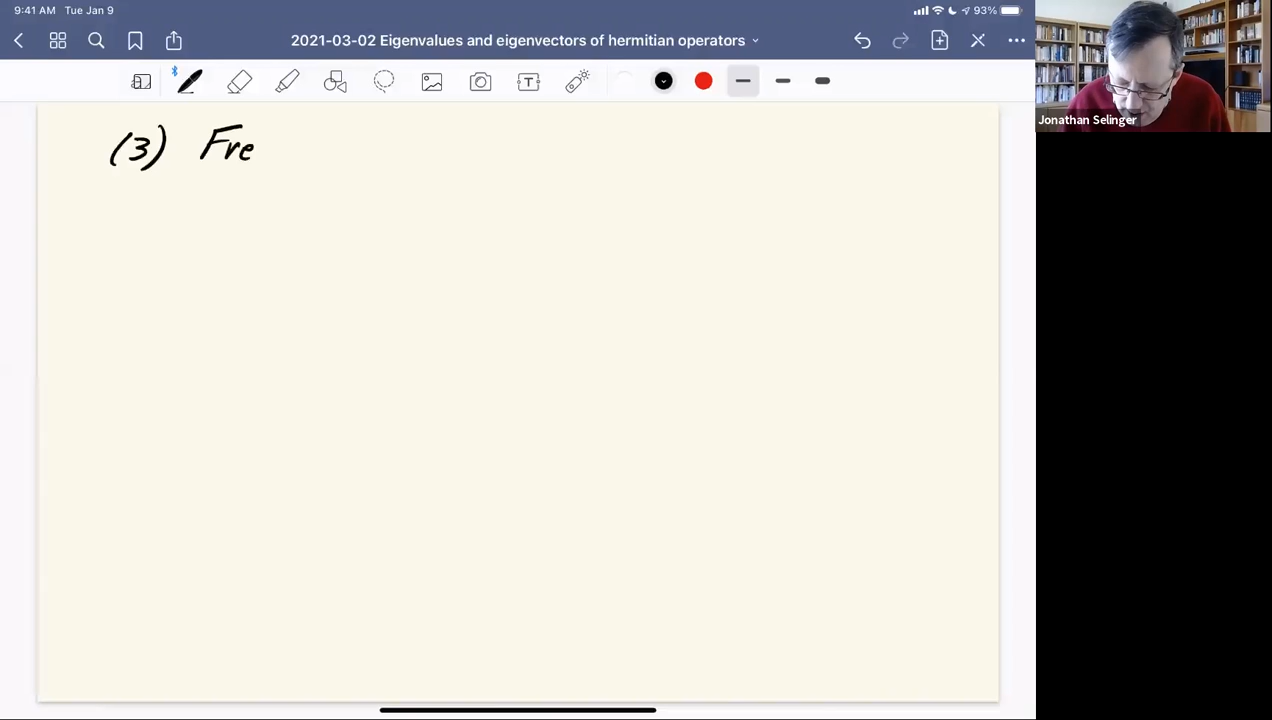 9:41 AM Tue Jan 9
93%
2021-03-02 Eigenvalues and eigenvectors of hermitian operators
T
Jonathan Selinger
(3) Fre